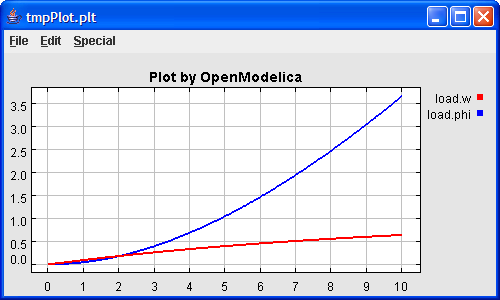 tmpPlot.plt
File Edit Special
Plot by OpenModelica
load.w
load.phi
3.5
3.0
2.5
2.0
1.5
1.0
0.5
0.0
0 1 2 3 4 5 6 7 8 9 10